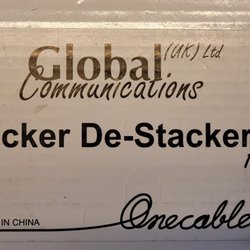 Global (UK) Ltd
Communications
cker De-Stacker
IN CHINA
Onecable